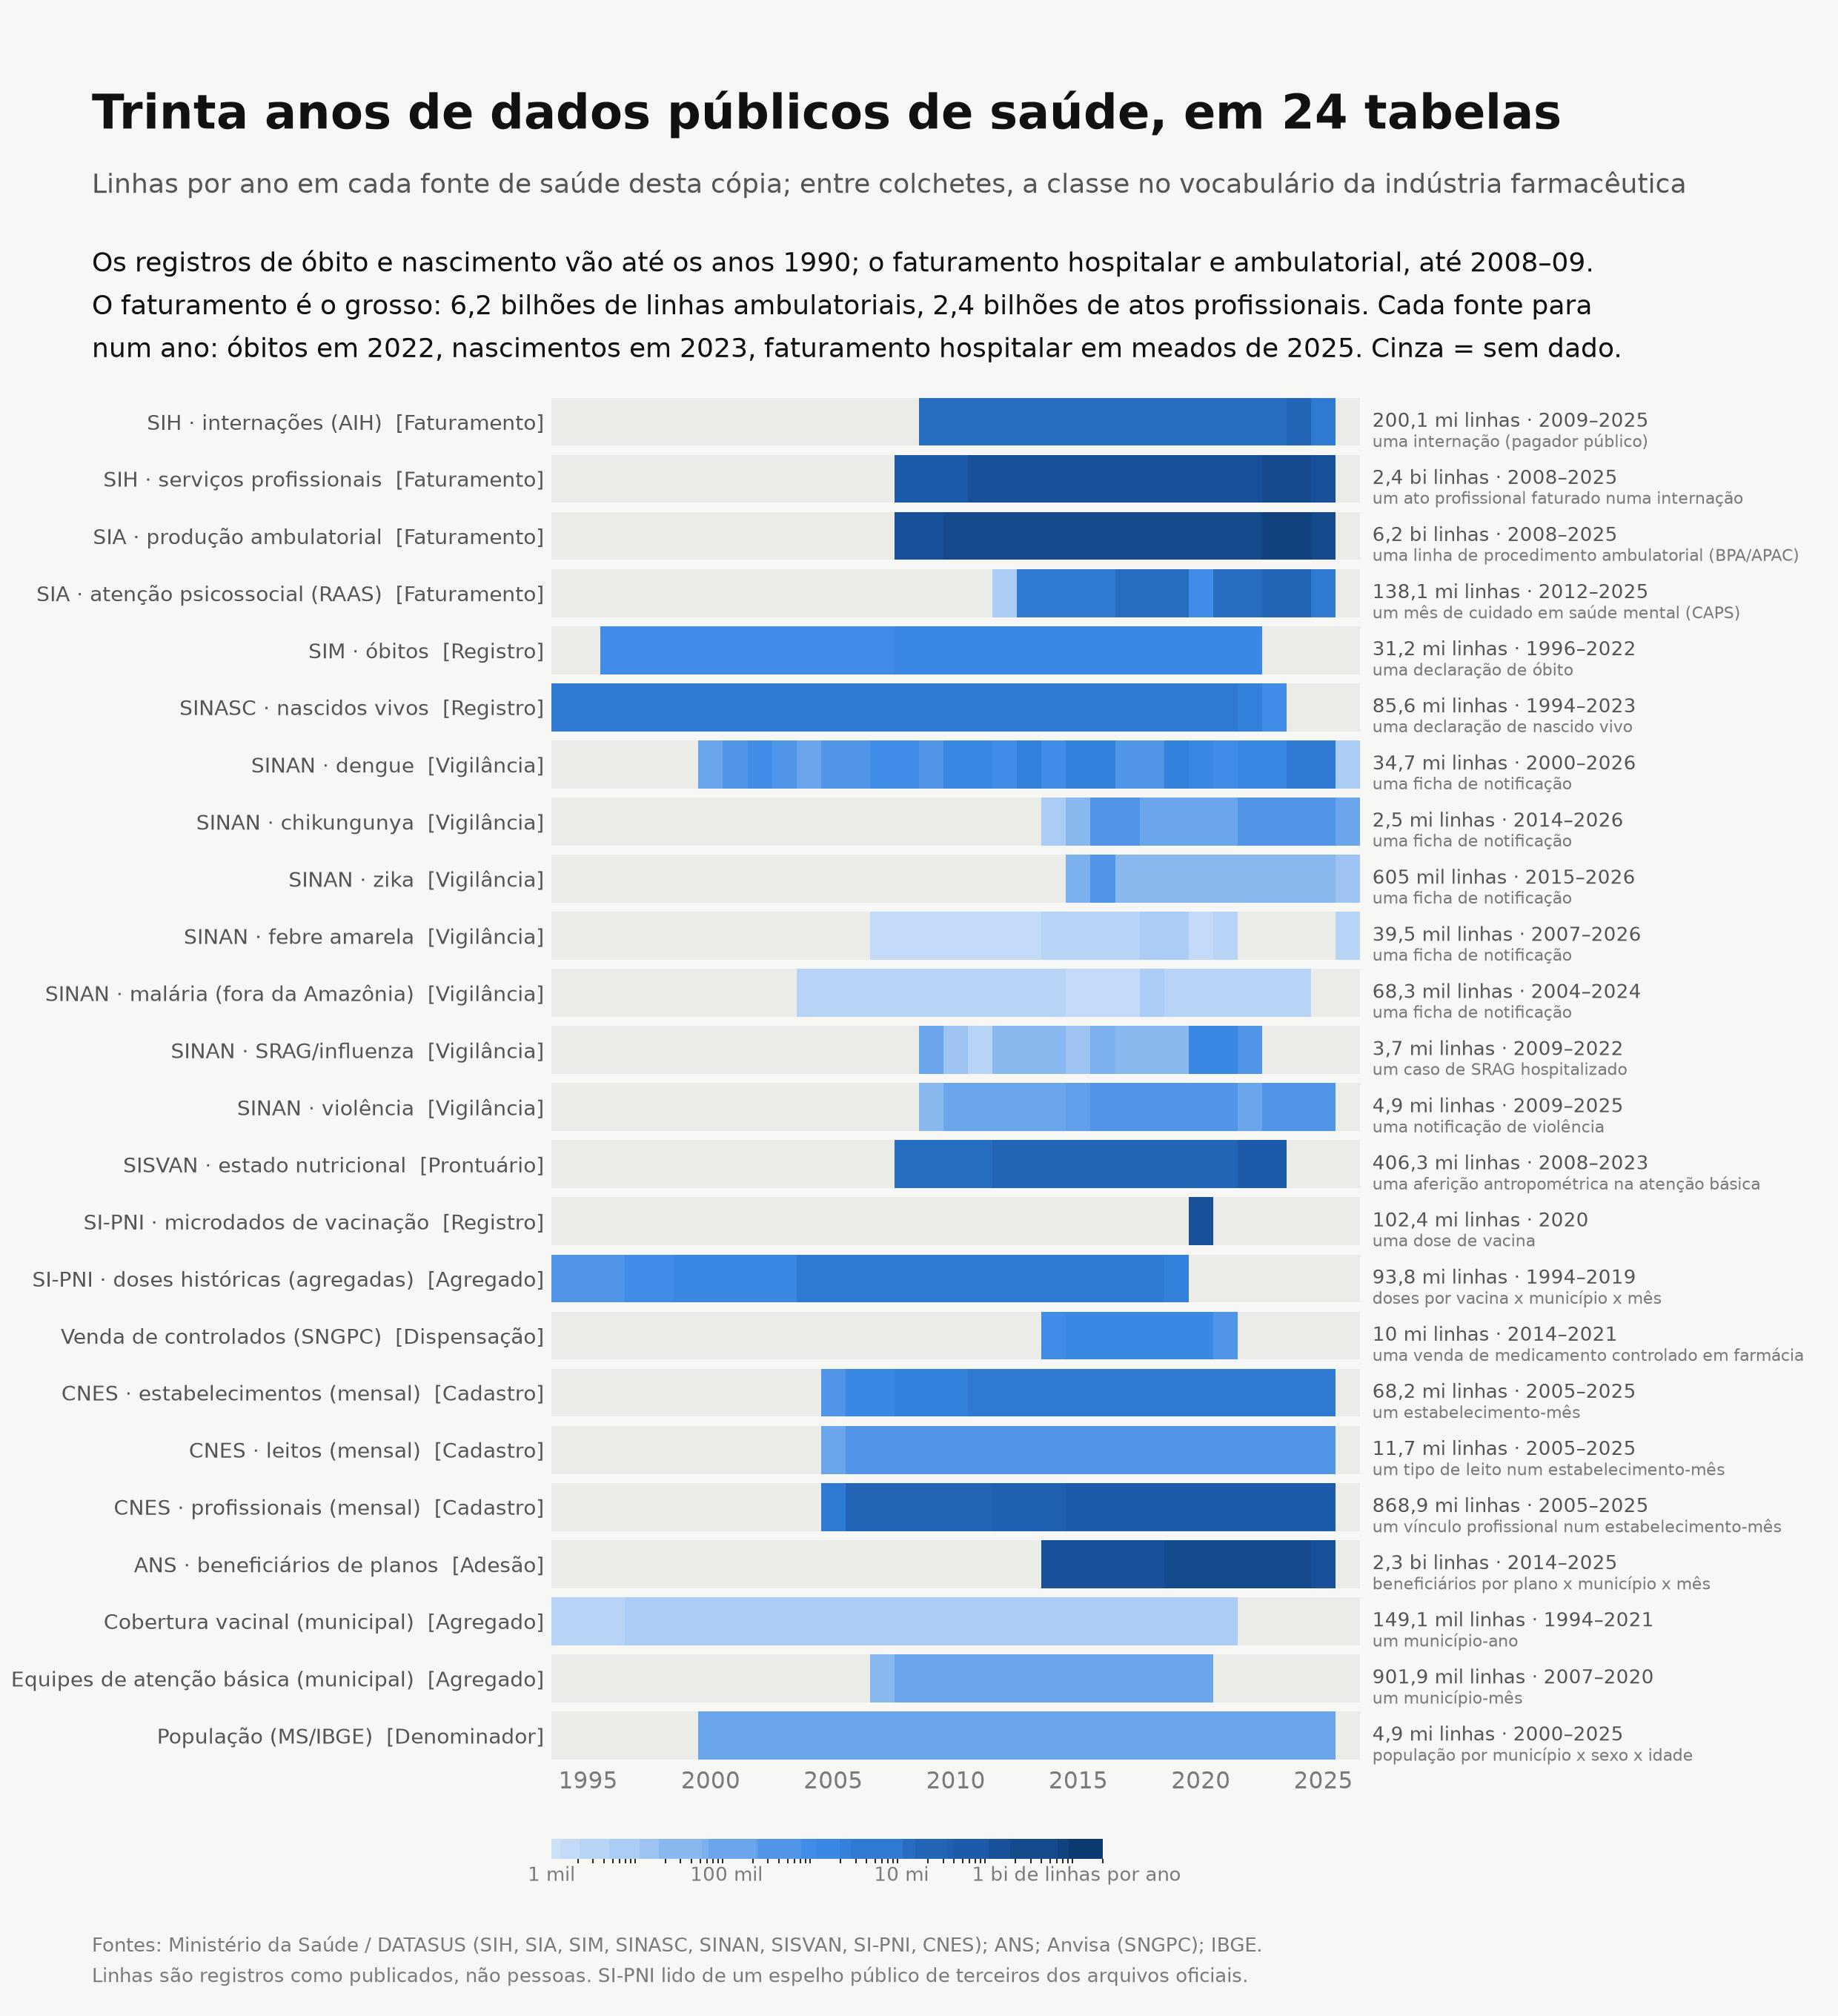 Trinta anos de dados públicos de saúde, em 24 tabelas
Linhas por ano em cada fonte de saúde desta cópia; entre colchetes, a classe no vocabulário da indústria farmacêutica
Os registros de óbito e nascimento vão até os anos 1990; o faturamento hospitalar e ambulatorial, até 2008–09.
O faturamento é o grosso: 6,2 bilhões de linhas ambulatoriais, 2,4 bilhões de atos profissionais. Cada fonte para
num ano: óbitos em 2022, nascimentos em 2023, faturamento hospitalar em meados de 2025. Cinza = sem dado.
SIH · internações (AIH) [Faturamento]
200,1 mi linhas · 2009–2025
uma internação (pagador público)
SIH · serviços profissionais [Faturamento]
2,4 bi linhas · 2008–2025
um ato profissional faturado numa internação
SIA · produção ambulatorial [Faturamento]
6,2 bi linhas · 2008–2025
uma linha de procedimento ambulatorial (BPA/APAC)
SIA · atenção psicossocial (RAAS) [Faturamento]
138,1 mi linhas · 2012–2025
um mês de cuidado em saúde mental (CAPS)
SIM · óbitos [Registro]
31,2 mi linhas · 1996–2022
uma declaração de óbito
SINASC · nascidos vivos [Registro]
85,6 mi linhas · 1994–2023
uma declaração de nascido vivo
SINAN · dengue [Vigilância]
34,7 mi linhas · 2000–2026
uma ficha de notificação
SINAN · chikungunya [Vigilância]
2,5 mi linhas · 2014–2026
uma ficha de notificação
SINAN · zika [Vigilância]
605 mil linhas · 2015–2026
uma ficha de notificação
SINAN · febre amarela [Vigilância]
39,5 mil linhas · 2007–2026
uma ficha de notificação
SINAN · malária (fora da Amazônia) [Vigilância]
68,3 mil linhas · 2004–2024
uma ficha de notificação
SINAN · SRAG/influenza [Vigilância]
3,7 mi linhas · 2009–2022
um caso de SRAG hospitalizado
SINAN · violência [Vigilância]
4,9 mi linhas · 2009–2025
uma notificação de violência
SISVAN · estado nutricional [Prontuário]
406,3 mi linhas · 2008–2023
uma aferição antropométrica na atenção básica
SI-PNI · microdados de vacinação [Registro]
102,4 mi linhas · 2020
uma dose de vacina
SI-PNI · doses históricas (agregadas) [Agregado]
93,8 mi linhas · 1994–2019
doses por vacina x município x mês
Venda de controlados (SNGPC) [Dispensação]
10 mi linhas · 2014–2021
uma venda de medicamento controlado em farmácia
CNES · estabelecimentos (mensal) [Cadastro]
68,2 mi linhas · 2005–2025
um estabelecimento-mês
CNES · leitos (mensal) [Cadastro]
11,7 mi linhas · 2005–2025
um tipo de leito num estabelecimento-mês
CNES · profissionais (mensal) [Cadastro]
868,9 mi linhas · 2005–2025
um vínculo profissional num estabelecimento-mês
ANS · beneficiários de planos [Adesão]
2,3 bi linhas · 2014–2025
beneficiários por plano x município x mês
Cobertura vacinal (municipal) [Agregado]
149,1 mil linhas · 1994–2021
um município-ano
Equipes de atenção básica (municipal) [Agregado]
901,9 mil linhas · 2007–2020
um município-mês
População (MS/IBGE) [Denominador]
4,9 mi linhas · 2000–2025
população por município x sexo x idade
1995 2000 2005 2010 2015 2020 2025
1 mil 100 mil 10 mi 1 bi de linhas por ano
Fontes: Ministério da Saúde / DATASUS (SIH, SIA, SIM, SINASC, SINAN, SISVAN, SI-PNI, CNES); ANS; Anvisa (SNGPC); IBGE.
Linhas são registros como publicados, não pessoas. SI-PNI lido de um espelho público de terceiros dos arquivos oficiais.